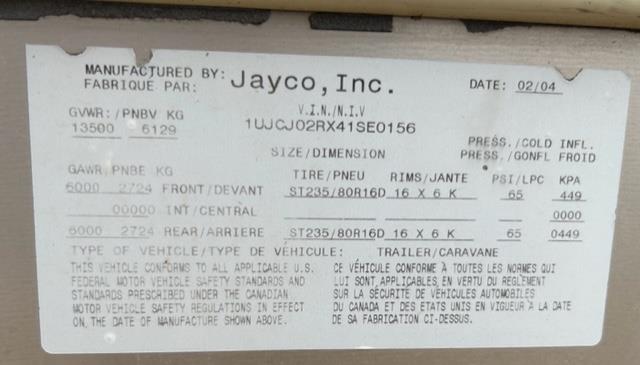 MANUFACTURED BY: Jayco, Inc. DATE: 02/04
FABRIQUE PAR:
GVWR: /PNBV KG V.I.N./N.I.V
13500 6129 1UJCJ02RX41SE0156
SIZE/DIMENSION PRESS./COLD INFL.
PRESS./GONFL FROID
GAWR/PNBE KG TIRE/PNEU RIMS/JANTE PSI/LPC KPA
6000 2724 FRONT/DEVANT ST235/80R16D 16 X 6 K 65 449
00000 INT/CENTRAL 0000
6000 2724 REAR/ARRIERE ST235/80R16D 16 X 6 K 65 0449
TYPE OF VEHICLE/TYPE DE VEHICULE: TRAILER/CARAVANE
THIS VEHICLE CONFORMS TO ALL APPLICABLE U.S.
FEDERAL MOTOR VEHICLE SAFETY STANDARDS AND
STANDARDS PRESCRIBED UNDER THE CANADIAN
MOTOR VEHICLE SAFETY REGULATIONS IN EFFECT
ON THE DATE OF MANUFACTURE SHOWN ABOVE.
CE VÉHICULE CONFORME À TOUTES LES NORMES QUI
LUI SONT APPLICABLES EN VERTU DU REGLEMENT
SUR LA SÉCURITÉ DE VÉHICULES AUTOMOBILES
DU CANADA ET DES ETATS UNIS EN VIGUEUR À LA DATE
DE SA FABRICATION CI-DESSUS.